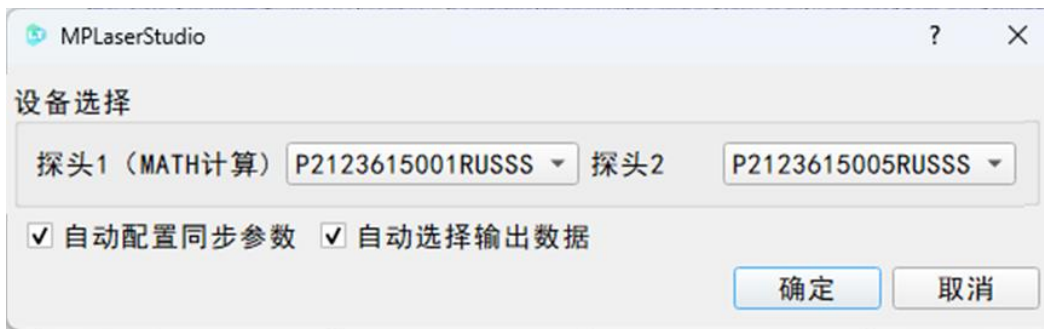 MPLaserStudio
设备选择
探头1（MATH计算） P2123615001RUSSS 探头2 P2123615005RUSSS
自动配置同步参数 自动选择输出数据
确定 取消